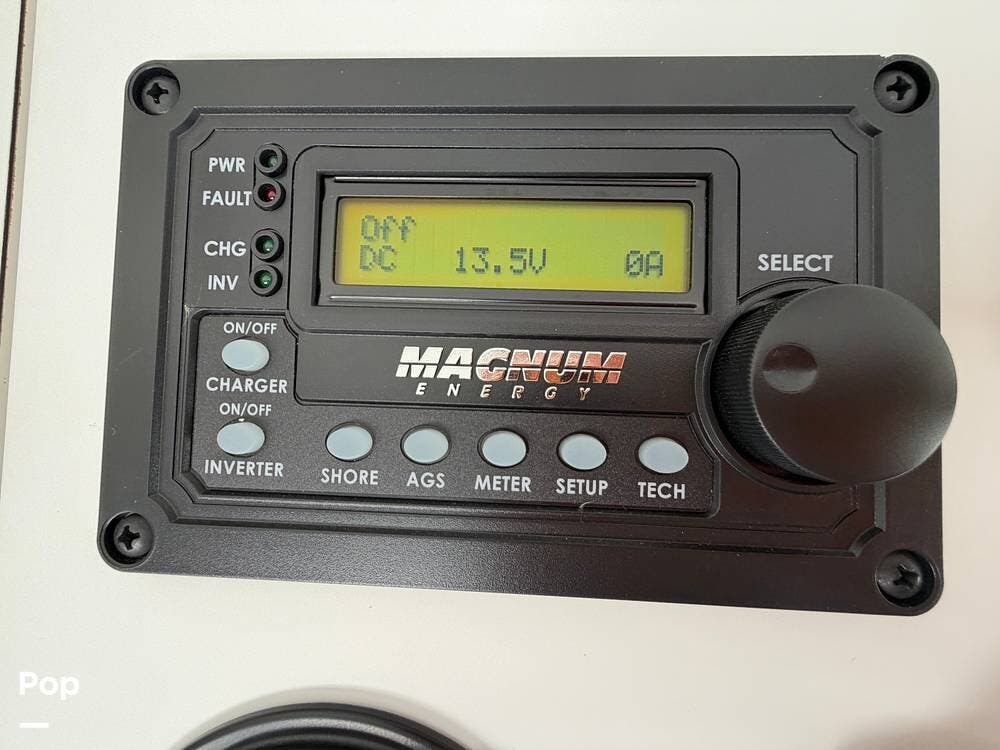 PWR
FAULT
CHG
INV
Off
DC 13.5V 0A
SELECT
ON/OFF
CHARGER
ON/OFF
INVERTER
MAGNUM
ENERGY
SHORE AGS METER SETUP TECH
Pop